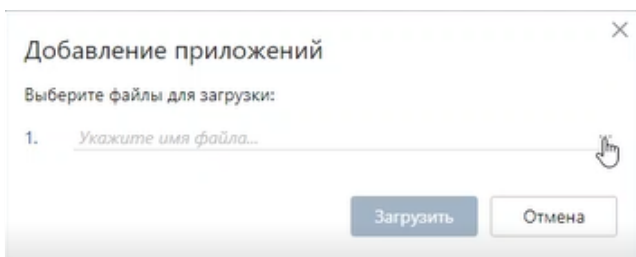 Добавление приложений
Выберите файлы для загрузки:
1. Укажите имя файла...
Загрузить Отмена